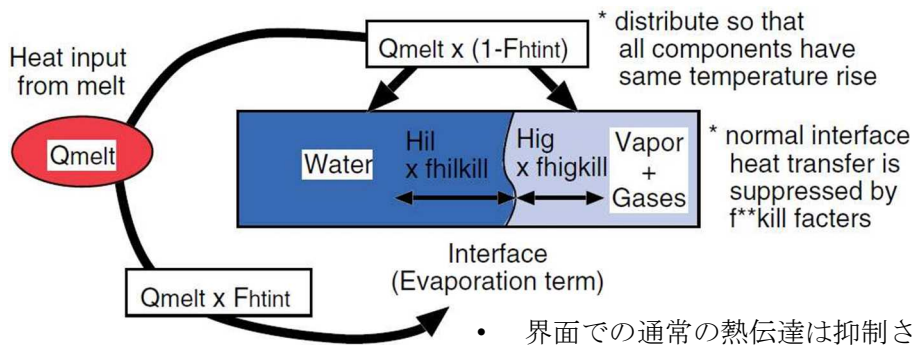 Heat input
from melt
Qmelt
Qmelt x (1-Fhtint)
* distribute so that
all components have
same temperature rise
Water
Hil
x fhilkill
Hig
x fhigkill
Vapor
+
Gases
* normal interface
heat transfer is
suppressed by
f**kill facters
Interface
(Evaporation term)
Qmelt x Fhtint
• 界面での通常の熱伝達は抑制さ